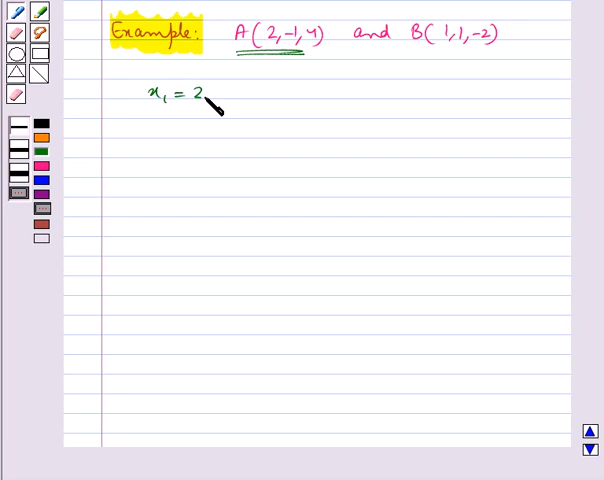 Example: A(2,-1,4) and B(1,1,-2)
x₁ = 2